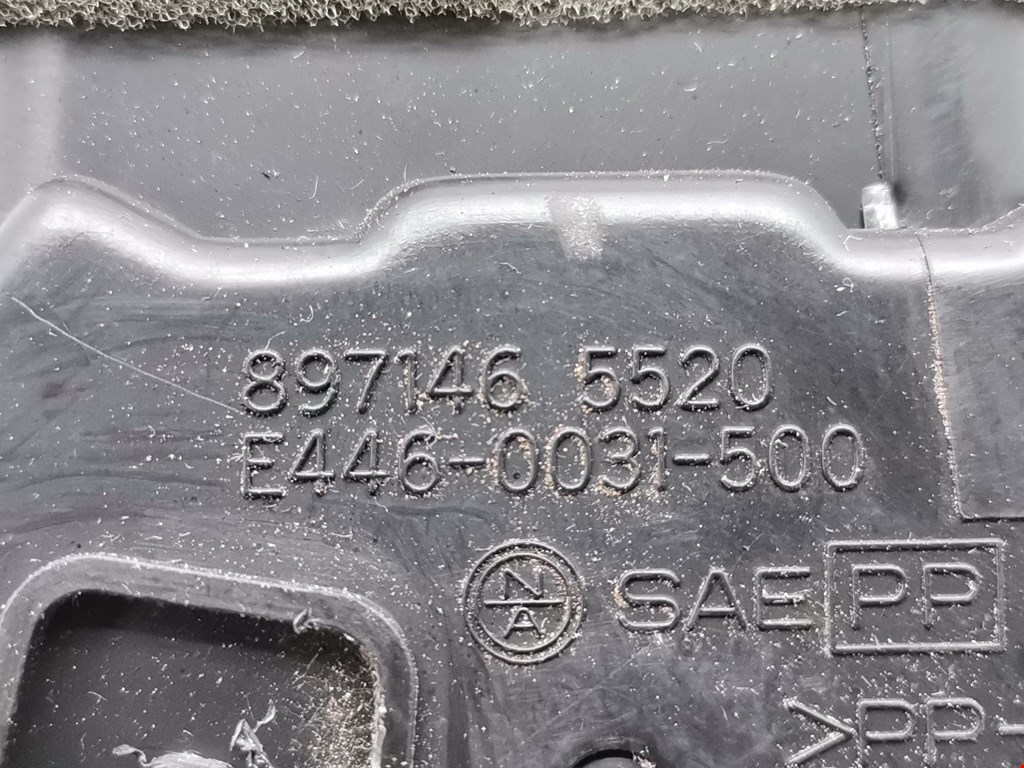 897146 5520
E446-0031-500
N
A
SAE PP
>PP-